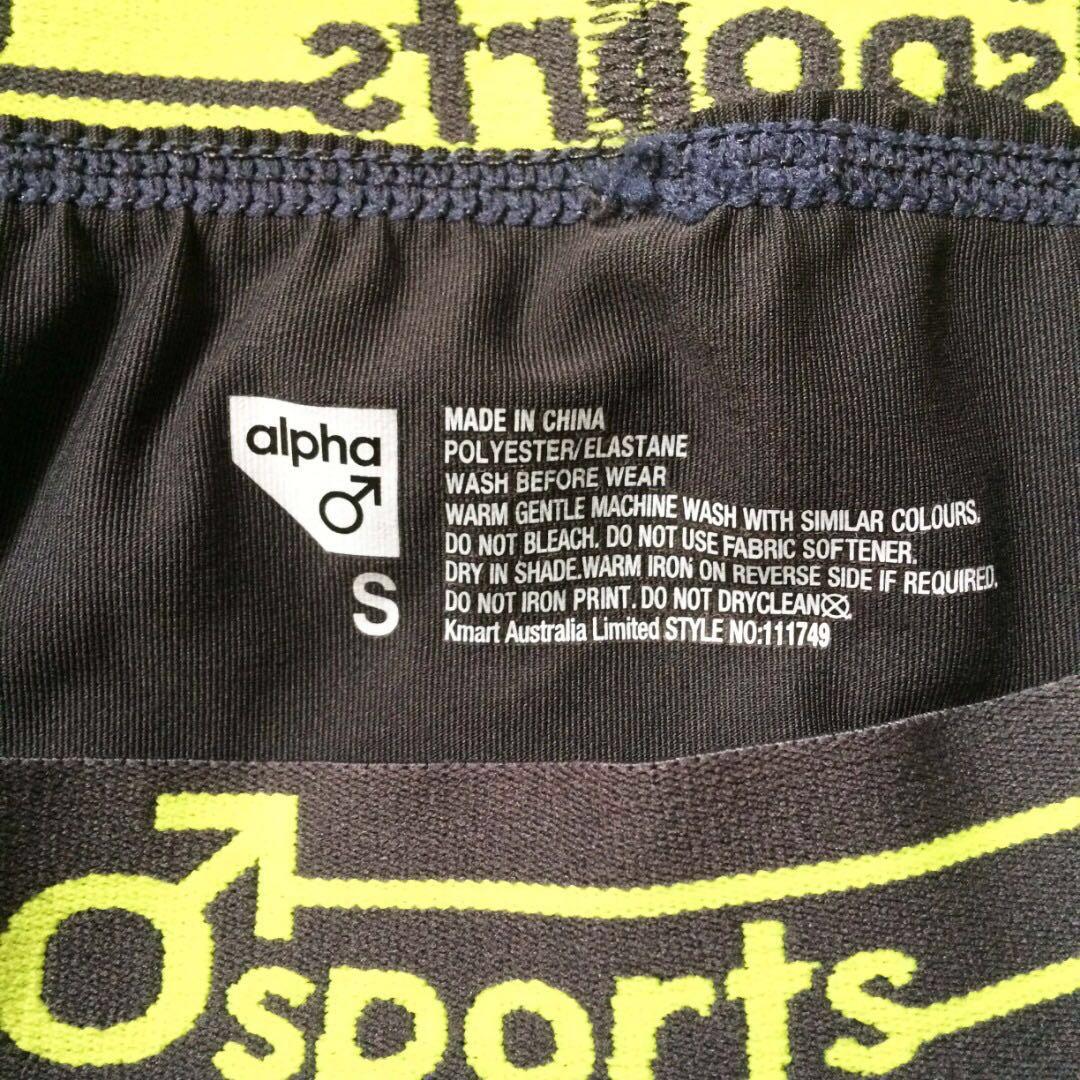 sports
alpha
S
MADE IN CHINA
POLYESTER/ELASTANE
WASH BEFORE WEAR
WARM GENTLE MACHINE WASH WITH SIMILAR COLOURS.
DO NOT BLEACH. DO NOT USE FABRIC SOFTENER.
DRY IN SHADE.WARM IRON ON REVERSE SIDE IF REQUIRED.
DO NOT IRON PRINT. DO NOT DRYCLEAN
Kmart Australia Limited STYLE NO:111749
sports